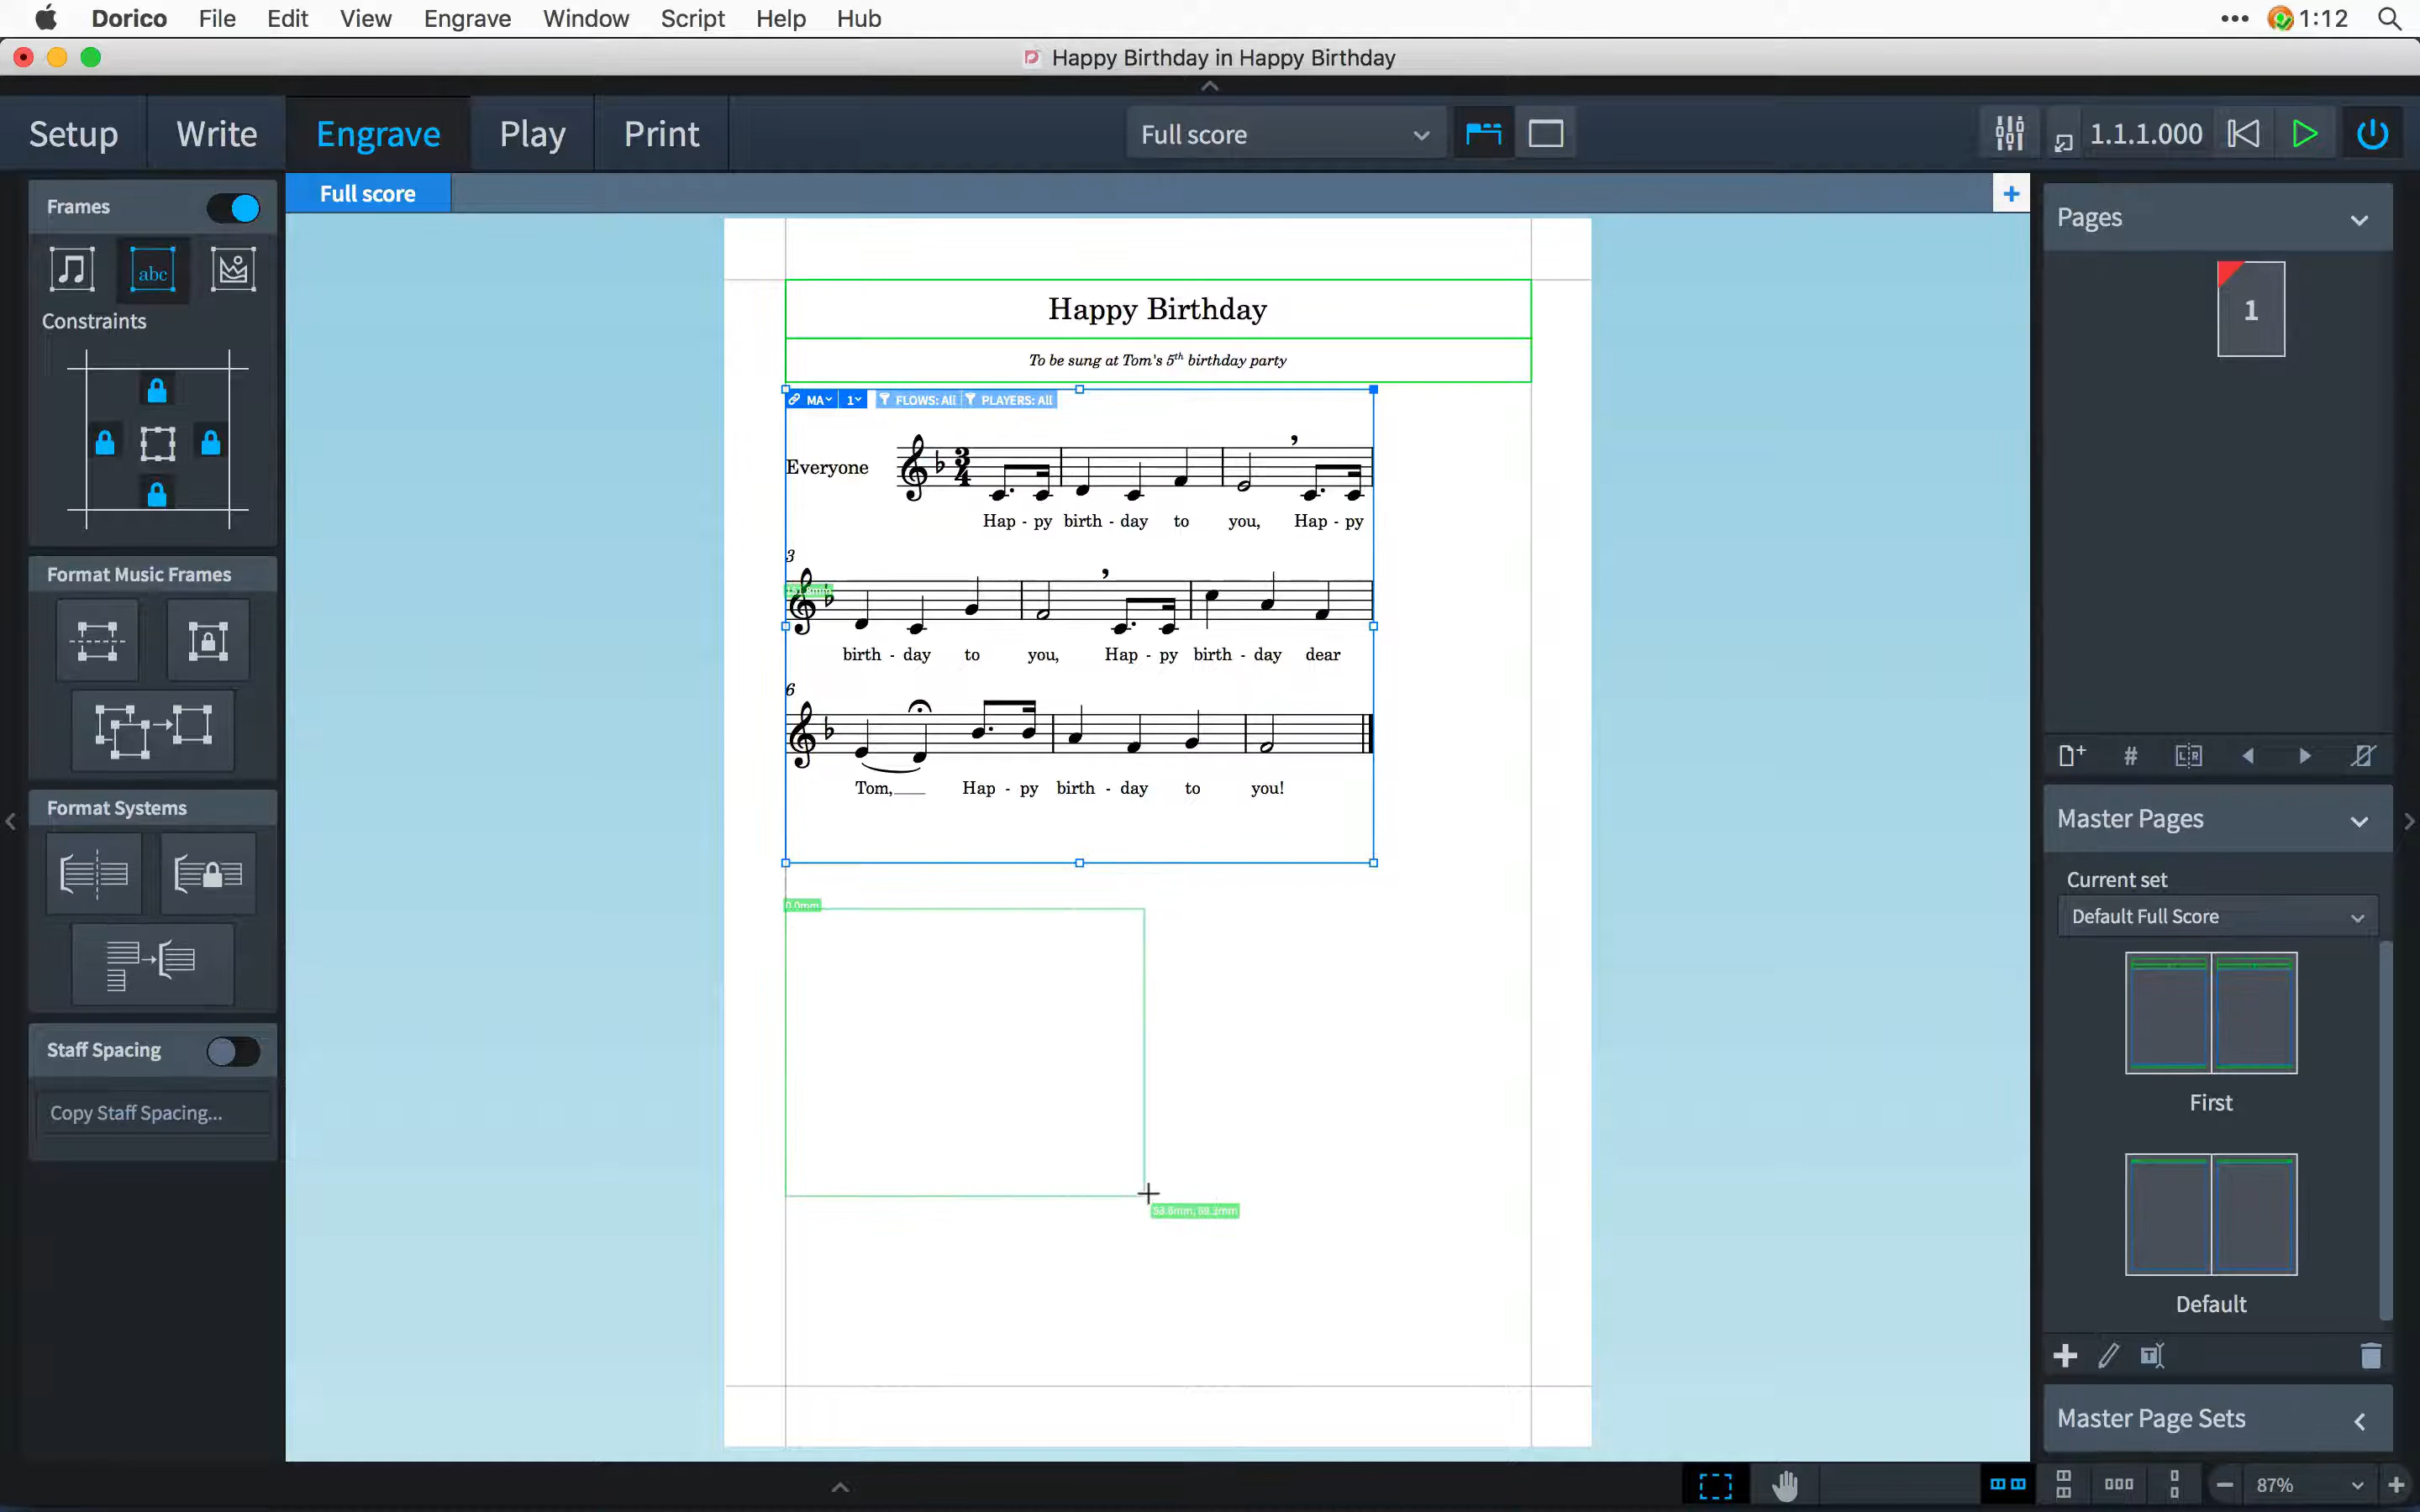 Dorico File Edit View Engrave Window Script Help Hub
1:12
Happy Birthday in Happy Birthday
Setup Write Engrave Play Print
Full score
1.1.1.000
Full score
Frames
abc
Constraints
Format Music Frames
Format Systems
Staff Spacing
Copy Staff Spacing...
Happy Birthday
To be sung at Tom's 5th birthday party
MA 1 FLOWS: All PLAYERS: All
Everyone
3
4
Hap - py birth - day to you, Hap - py
3
birth - day to you, Hap - py birth - day dear
6
Tom, Hap - py birth - day to you!
0.0mm
Pages
1
#
L R
Master Pages
Current set
Default Full Score
First
Default
T
Master Page Sets
87%